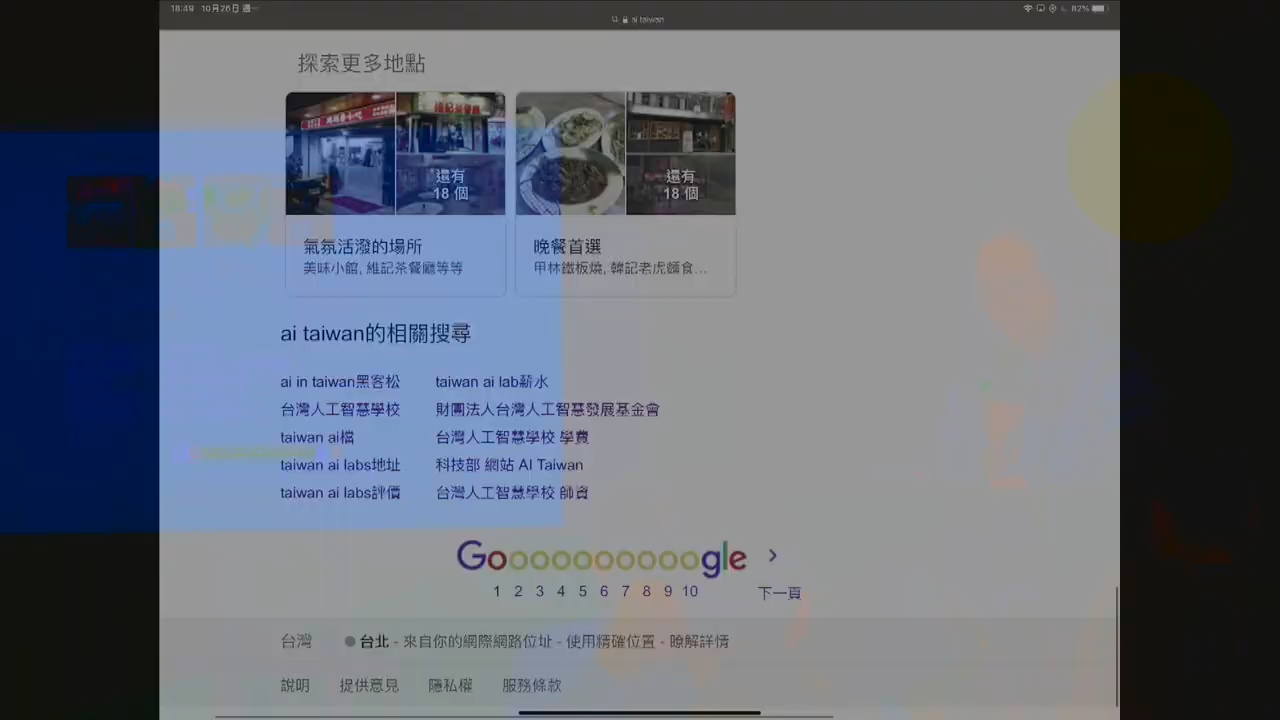 18:49 10月26日 週一
ai taiwan
82%
探索更多地點
還有
18 個
還有
18 個
氣氛活潑的場所
美味小館, 維記茶餐廳等等
晚餐首選
甲林鐵板燒, 韓記老虎麵食...
ai taiwan的相關搜尋
ai in taiwan黑客松
taiwan ai lab薪水
台灣人工智慧學校
財團法人台灣人工智慧發展基金會
taiwan ai檔
台灣人工智慧學校 學費
taiwan ai labs地址
科技部 網站 AI Taiwan
taiwan ai labs評價
台灣人工智慧學校 師資
Goooooooooogle >
1 2 3 4 5 6 7 8 9 10
下一頁
台灣
台北 - 來自你的網際網路位址 - 使用精確位置 - 瞭解詳情
說明 提供意見 隱私權 服務條款